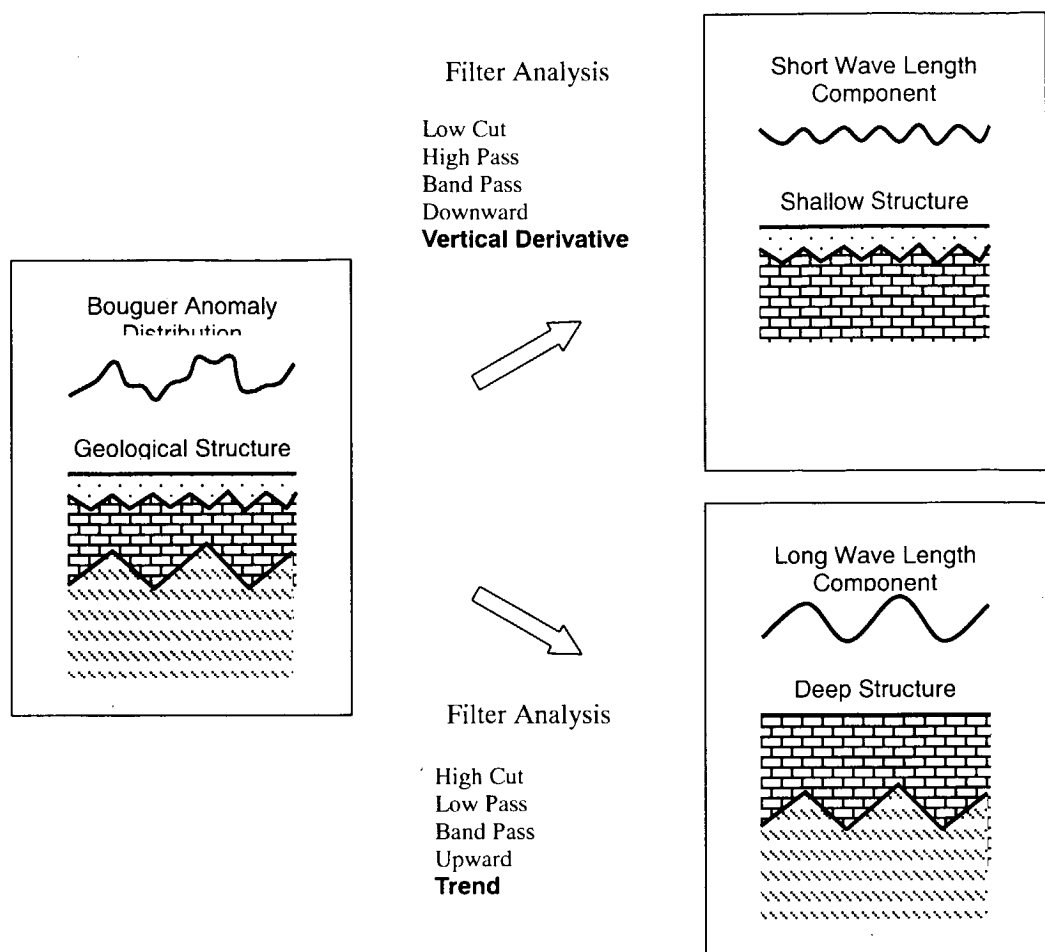 Bouguer Anomaly
Distribution
Geological Structure
Filter Analysis
Low Cut
High Pass
Band Pass
Downward
Vertical Derivative
Short Wave Length
Component
Shallow Structure
Filter Analysis
High Cut
Low Pass
Band Pass
Upward
Trend
Long Wave Length
Component
Deep Structure